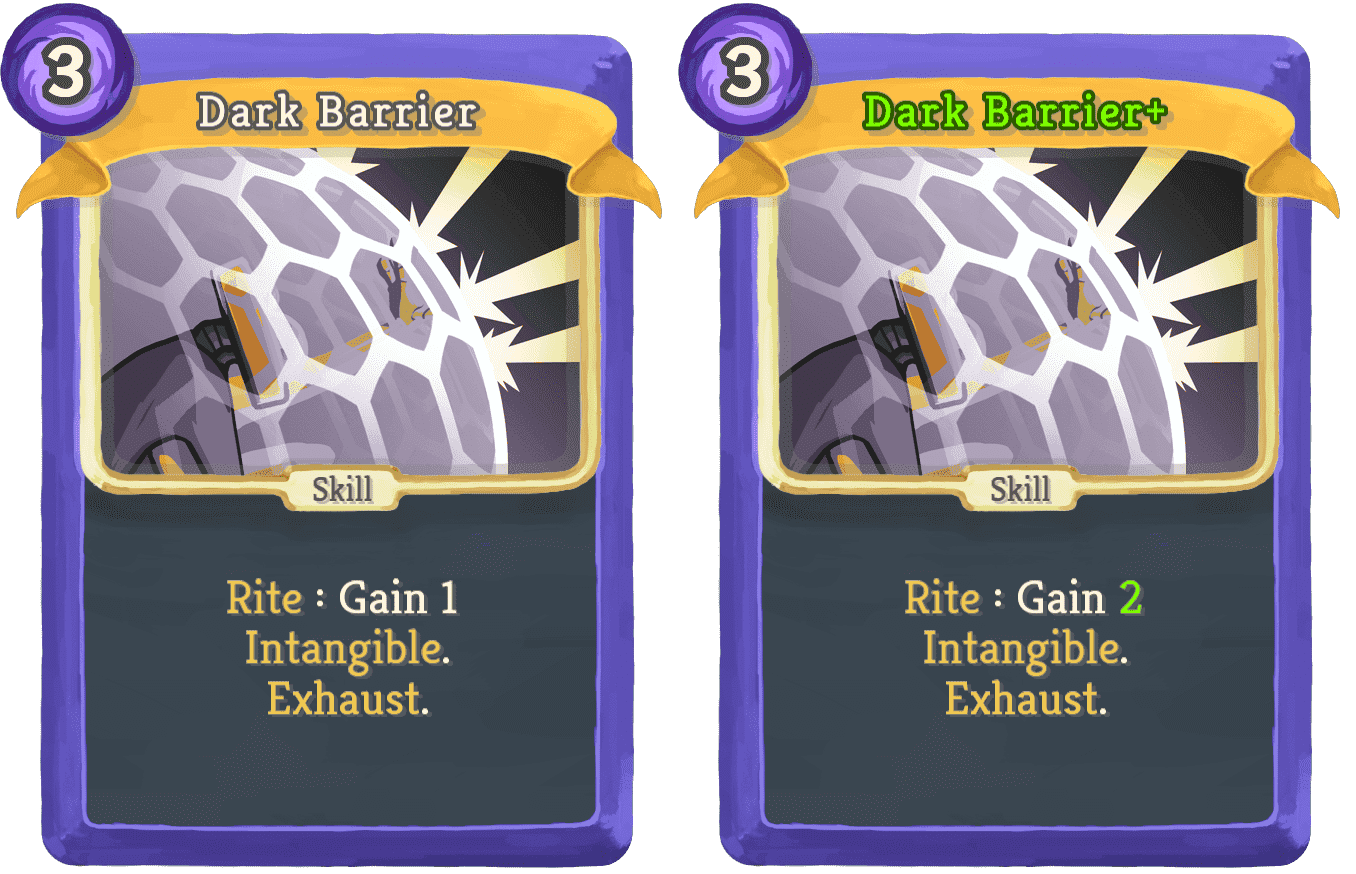 3
Dark Barrier
Skill
Rite : Gain 1
Intangible.
Exhaust.
3
Dark Barrier+
Skill
Rite : Gain 2
Intangible.
Exhaust.